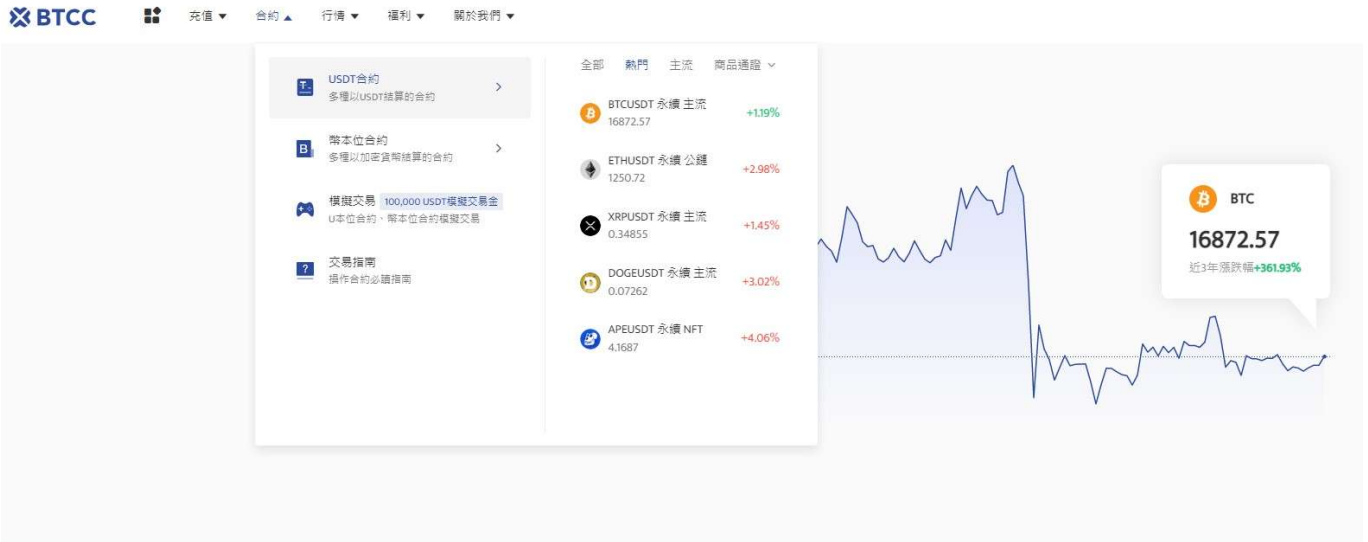 BTCC
充值 ▼
合約 ▲
行情 ▼
福利 ▼
關於我們 ▼
USDT合約
多種以USDT結算的合約
幣本位合約
多種以加密貨幣結算的合約
模擬交易 100,000 USDT模擬交易金
U本位合約、幣本位合約模擬交易
交易指南
操作合約必讀指南
全部 熱門 主流 商品通證
BTCUSDT 永續 主流
16872.57
+1.19%
ETHUSDT 永續 公鏈
1250.72
+2.98%
XRPUSDT 永續 主流
0.34855
+1.45%
DOGEUSDT 永續 主流
0.07262
+3.02%
APEUSDT 永續 NFT
4.1687
+4.06%
BTC
16872.57
近3年漲跌幅+361.93%